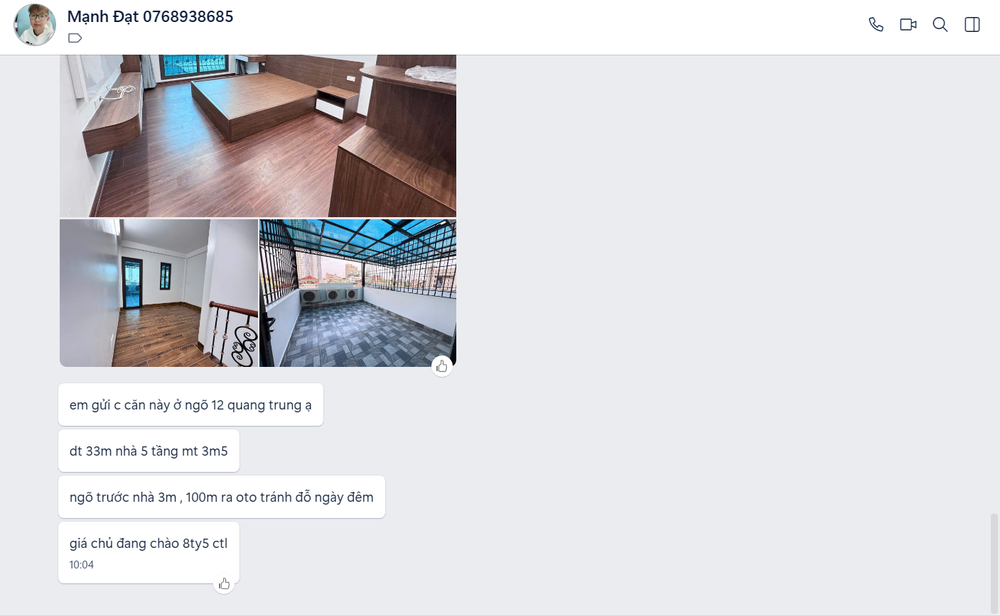 Mạnh Đạt 0768938685
em gửi c căn này ở ngõ 12 quang trung ạ
dt 33m nhà 5 tầng mt 3m5
ngõ trước nhà 3m , 100m ra oto tránh đỗ ngày đêm
giá chủ đang chào 8ty5 ctl
10:04